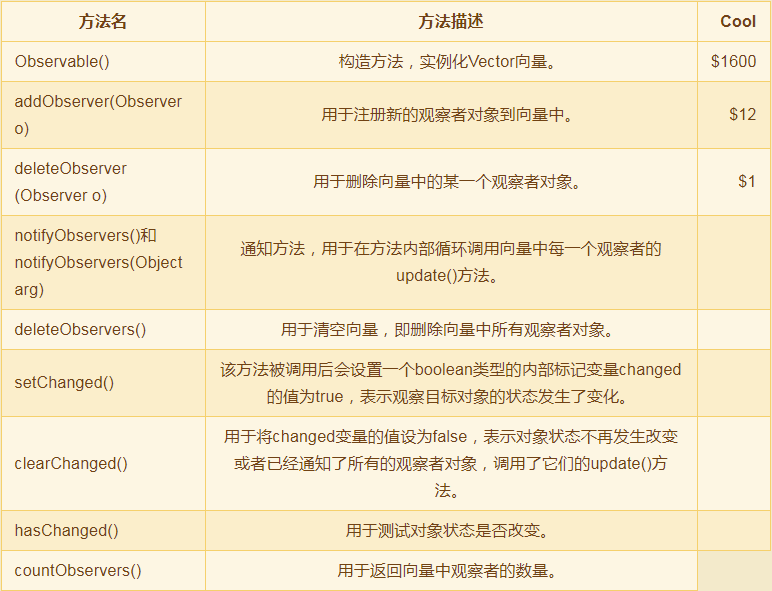 方法名 方法描述 Cool
Observable() 构造方法，实例化Vector向量。 $1600
addObserver(Observer
o) 用于注册新的观察者对象到向量中。 $12
deleteObserver
(Observer o) 用于删除向量中的某一个观察者对象。 $1
notifyObservers()和
notifyObservers(Object
arg)
通知方法，用于在方法内部循环调用向量中每一个观察者的
update()方法。
deleteObservers() 用于清空向量，即删除向量中所有观察者对象。
setChanged()
该方法被调用后会设置一个boolean类型的内部标记变量changed
的值为true，表示观察目标对象的状态发生了变化。
clearChanged()
用于将changed变量的值设为false，表示对象状态不再发生改变
或者已经通知了所有的观察者对象，调用了它们的update()方
法。
hasChanged() 用于测试对象状态是否改变。
countObservers() 用于返回向量中观察者的数量。